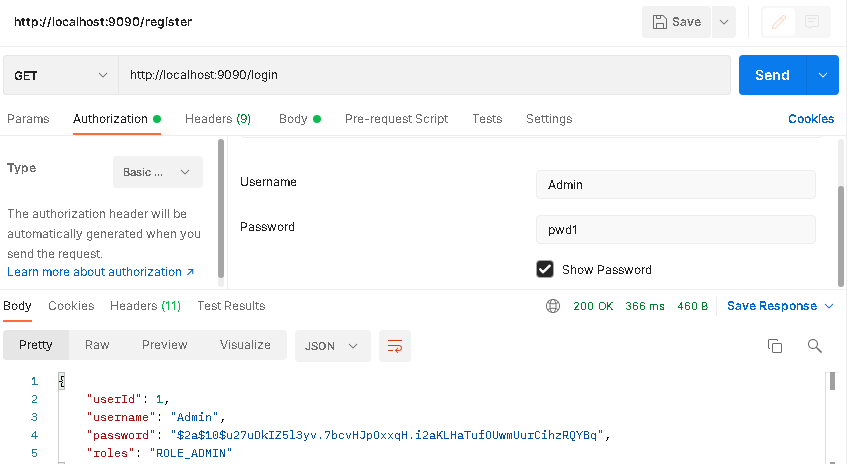 http://localhost:9090/register
Save
GET
http://localhost:9090/login
Send
Params Authorization Headers (9) Body Pre-request Script Tests Settings Cookies
Type
Basic ...
The authorization header will be
automatically generated when you
send the request.
Learn more about authorization ↗
Username
Admin
Password
pwd1
Show Password
Body Cookies Headers (11) Test Results
200 OK 366 ms 460 B Save Response
Pretty Raw Preview Visualize JSON
1 {
2 "userId": 1,
3 "username": "Admin",
4 "password": "$2a$10$u27uDkIZ5l3yv.7bcvHJpOxxqH.i2aKLHaTufOUwmUurCihzRQYBq",
5 "roles": "ROLE_ADMIN"